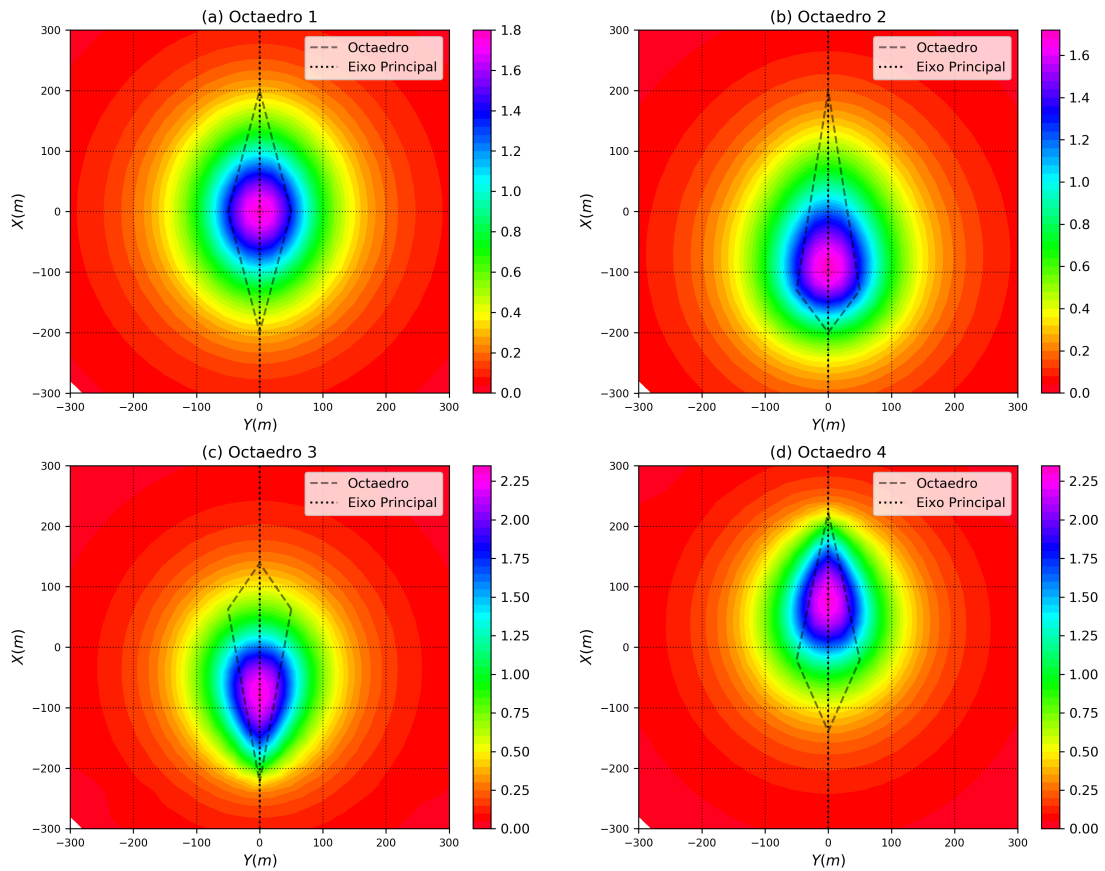 (a) Octaedro 1
300
200
100
0
−100
−200
−300
X(m)
−300 −200 −100 0 100 200 300
Y(m)
Octaedro
Eixo Principal
1.8
1.6
1.4
1.2
1.0
0.8
0.6
0.4
0.2
0.0
(b) Octaedro 2
300
200
100
0
−100
−200
−300
X(m)
−300 −200 −100 0 100 200 300
Y(m)
Octaedro
Eixo Principal
1.6
1.4
1.2
1.0
0.8
0.6
0.4
0.2
0.0
(c) Octaedro 3
300
200
100
0
−100
−200
−300
X(m)
−300 −200 −100 0 100 200 300
Y(m)
Octaedro
Eixo Principal
2.25
2.00
1.75
1.50
1.25
1.00
0.75
0.50
0.25
0.00
(d) Octaedro 4
300
200
100
0
−100
−200
−300
X(m)
−300 −200 −100 0 100 200 300
Y(m)
Octaedro
Eixo Principal
2.25
2.00
1.75
1.50
1.25
1.00
0.75
0.50
0.25
0.00